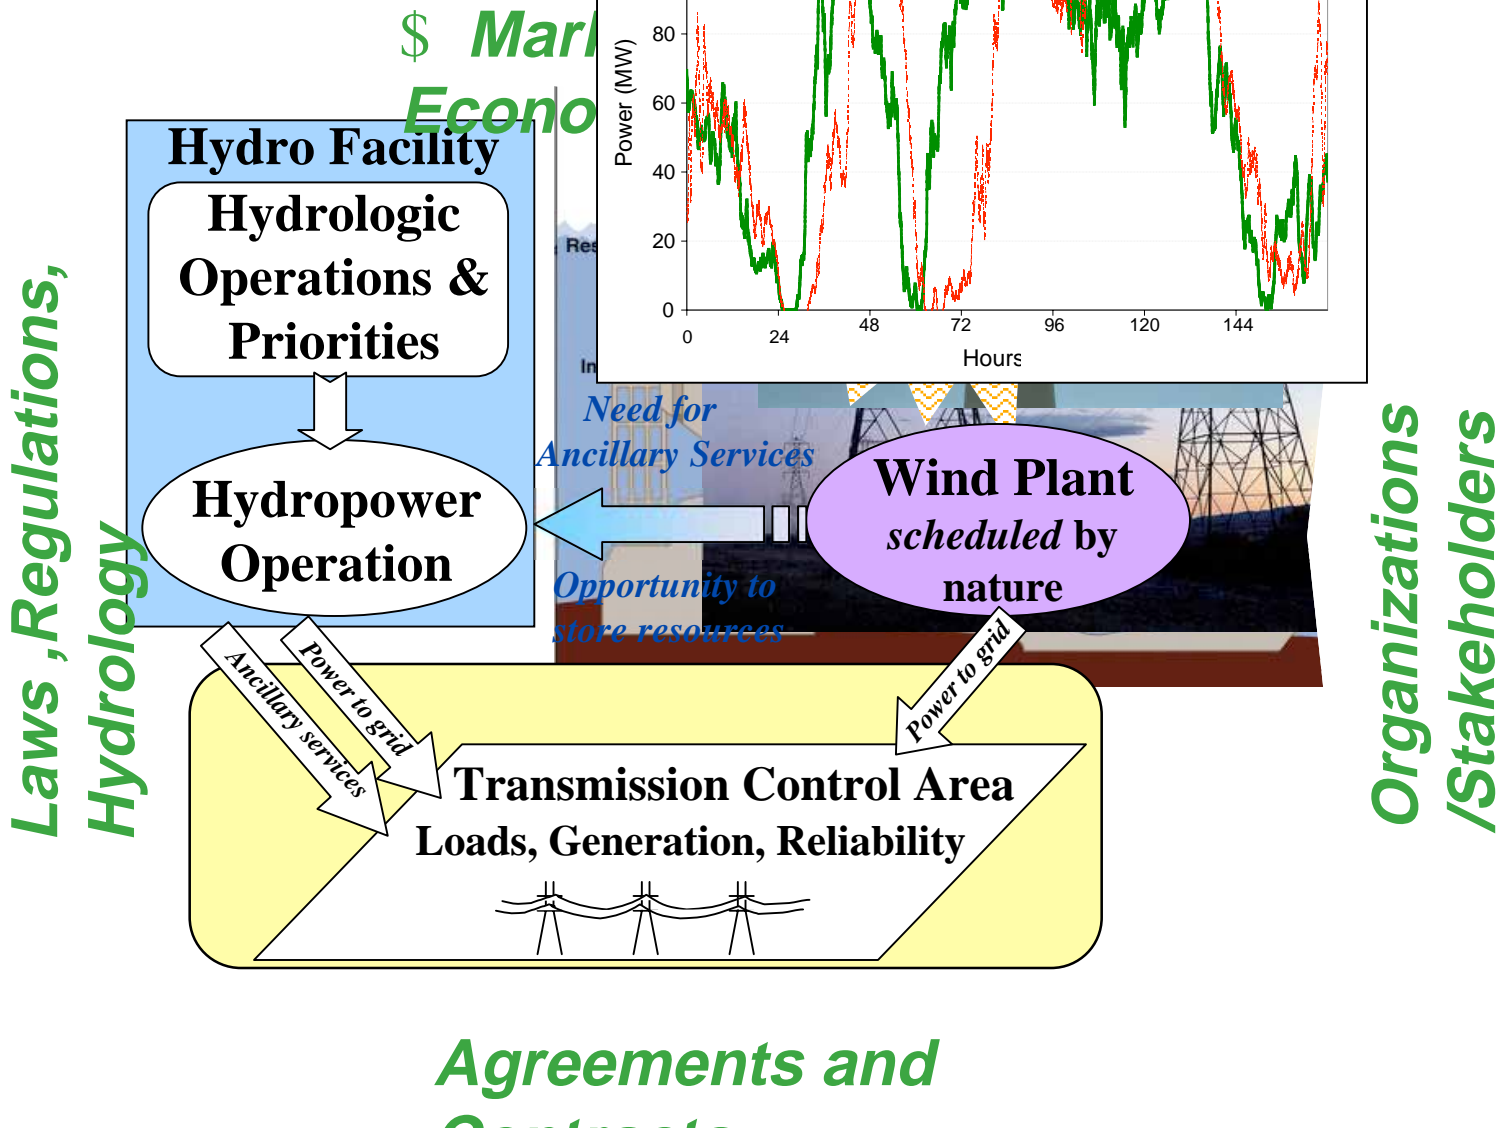 $ Mark
Econo
80
60
40
20
0
Power (MW)
0
24
48
72
96
120
144
Hours
Hydro Facility
Hydrologic
Operations &
Priorities
Hydropower
Operation
Res
In
Need for
Ancillary Services
Opportunity to
store resources
Wind Plant
scheduled by
nature
Ancillary services
Power to grid
Power to grid
Transmission Control Area
Loads, Generation, Reliability
Laws ,Regulations,
Hydrology
Organizations
/Stakeholders
Agreements and
Contracts